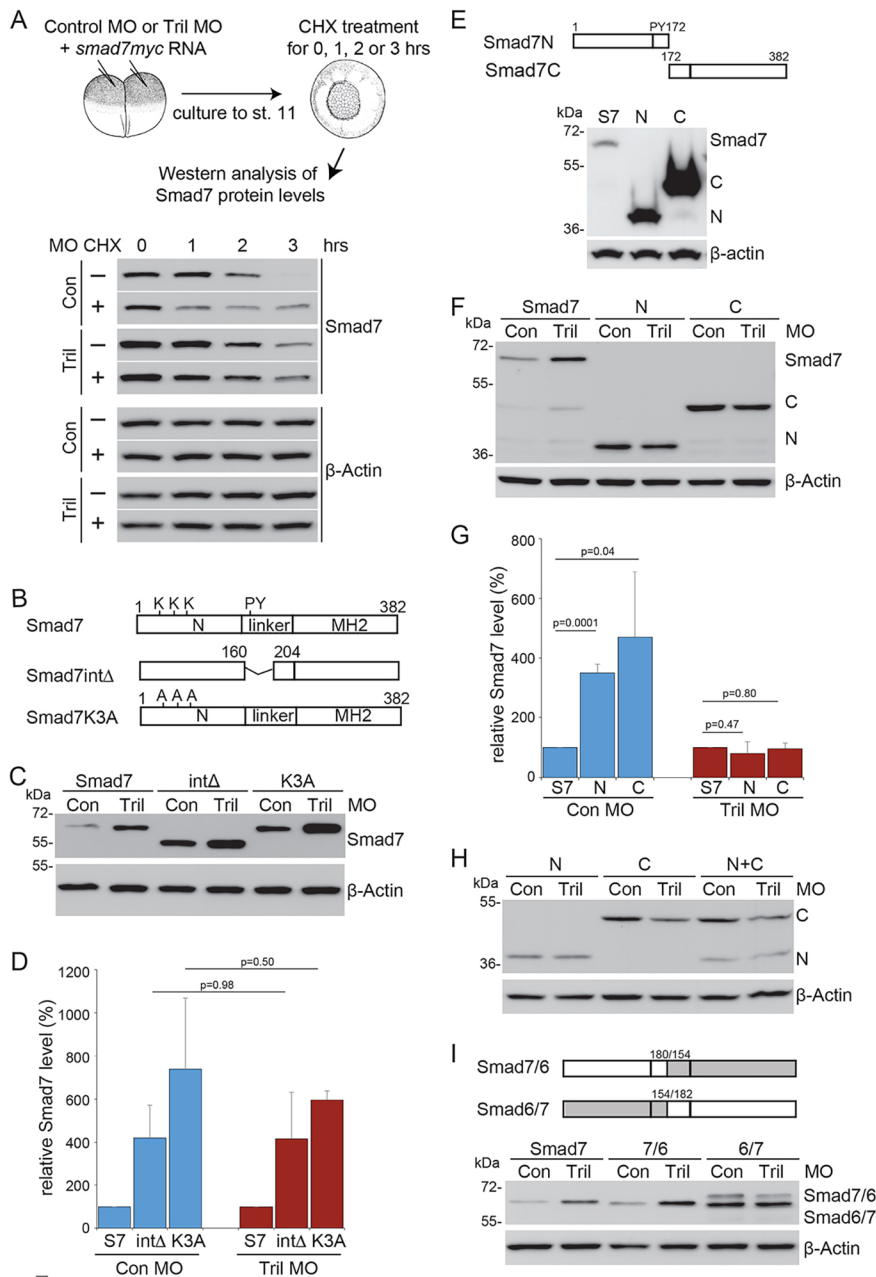 A
Control MO or Tril MO
+ smad7myc RNA
CHX treatment
for 0, 1, 2 or 3 hrs
culture to st. 11
Western analysis of
Smad7 protein levels
MO CHX 0 1 2 3 hrs
Con
−
+
Tril
−
+
Smad7
Con
−
+
Tril
−
+
β-Actin
B
1 K K K PY 382
Smad7 N linker MH2
160 204
Smad7intΔ
1 A A A 382
Smad7K3A N linker MH2
C
Smad7 intΔ K3A
kDa Con Tril Con Tril Con Tril MO
72-
55-
Smad7
55-
β-Actin
D
relative Smad7 level (%)
1200
1000
800
600
400
200
0
p=0.50
p=0.98
S7 intΔ K3A S7 intΔ K3A
Con MO Tril MO
E
1 PY 172
Smad7N
172 382
Smad7C
kDa S7 N C
72-
55-
36-
Smad7
C
N
β-actin
F
Smad7 N C
kDa Con Tril Con Tril Con Tril MO
72-
55-
36-
Smad7
C
N
β-Actin
G
relative Smad7 level (%)
800
600
400
200
100
0
p=0.04
p=0.0001
p=0.80
p=0.47
S7 N C S7 N C
Con MO Tril MO
H
N C N+C
kDa Con Tril Con Tril Con Tril MO
55-
36-
C
N
β-Actin
I
180/154
Smad7/6
154/182
Smad6/7
Smad7 7/6 6/7
kDa Con Tril Con Tril Con Tril MO
72-
55-
Smad7/6
Smad6/7
β-Actin